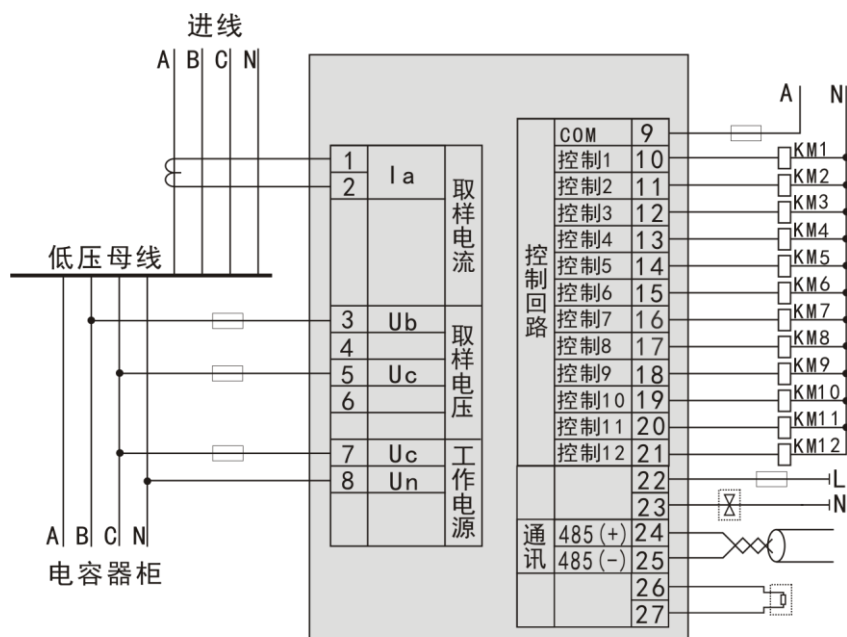 进线
A B C N
低压母线
A B C N
电容器柜
1 Ia
2
取样电流
3 Ub
4
5 Uc
6
取样电压
7 Uc
8 Un
工作电源
控制回路
COM 9
控制1 10
控制2 11
控制3 12
控制4 13
控制5 14
控制6 15
控制7 16
控制8 17
控制9 18
控制10 19
控制11 20
控制12 21
22
23
通讯
485(+) 24
485(-) 25
26
27
A N
KM1
KM2
KM3
KM4
KM5
KM6
KM7
KM8
KM9
KM10
KM11
KM12
L
N